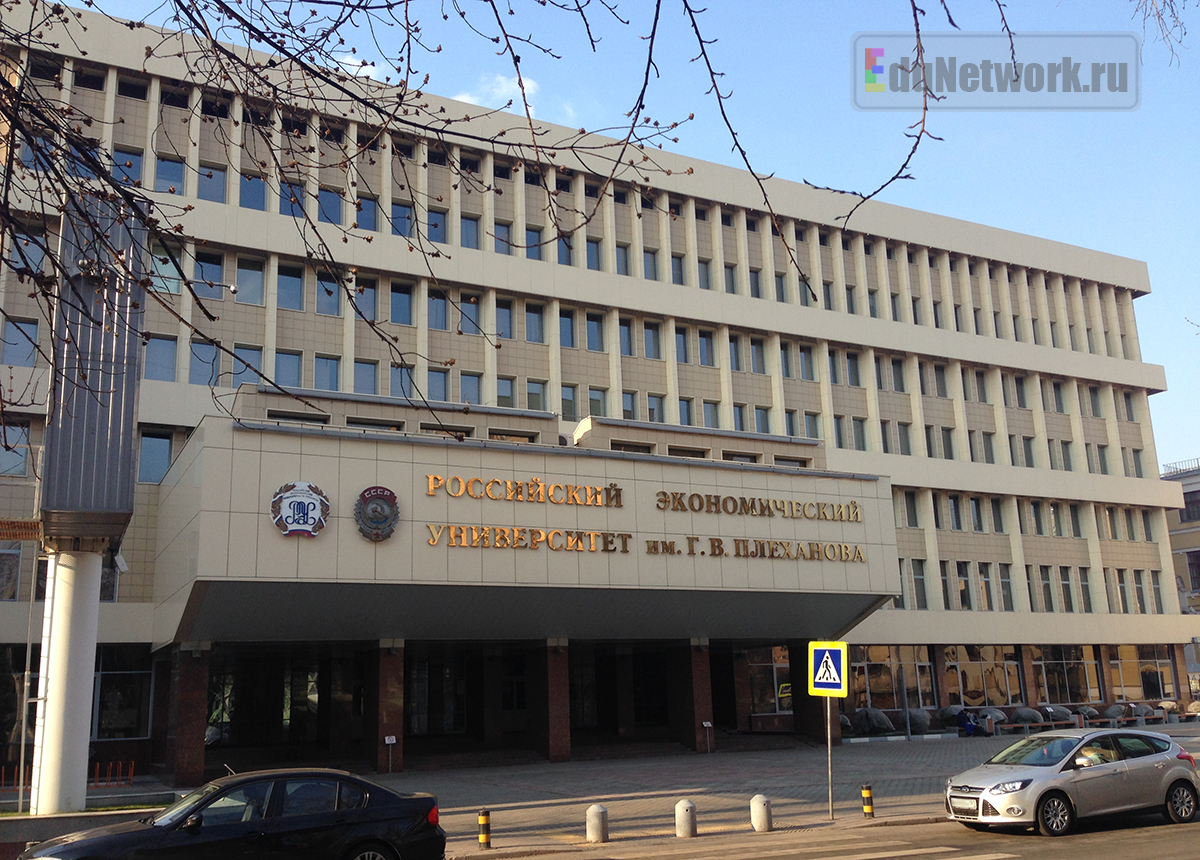 EduNetwork.ru
СССР
РОССИЙСКИЙ ЭКОНОМИЧЕСКИЙ
УНИВЕРСИТЕТ ИМ. Г. В. ПЛЕХАНОВА